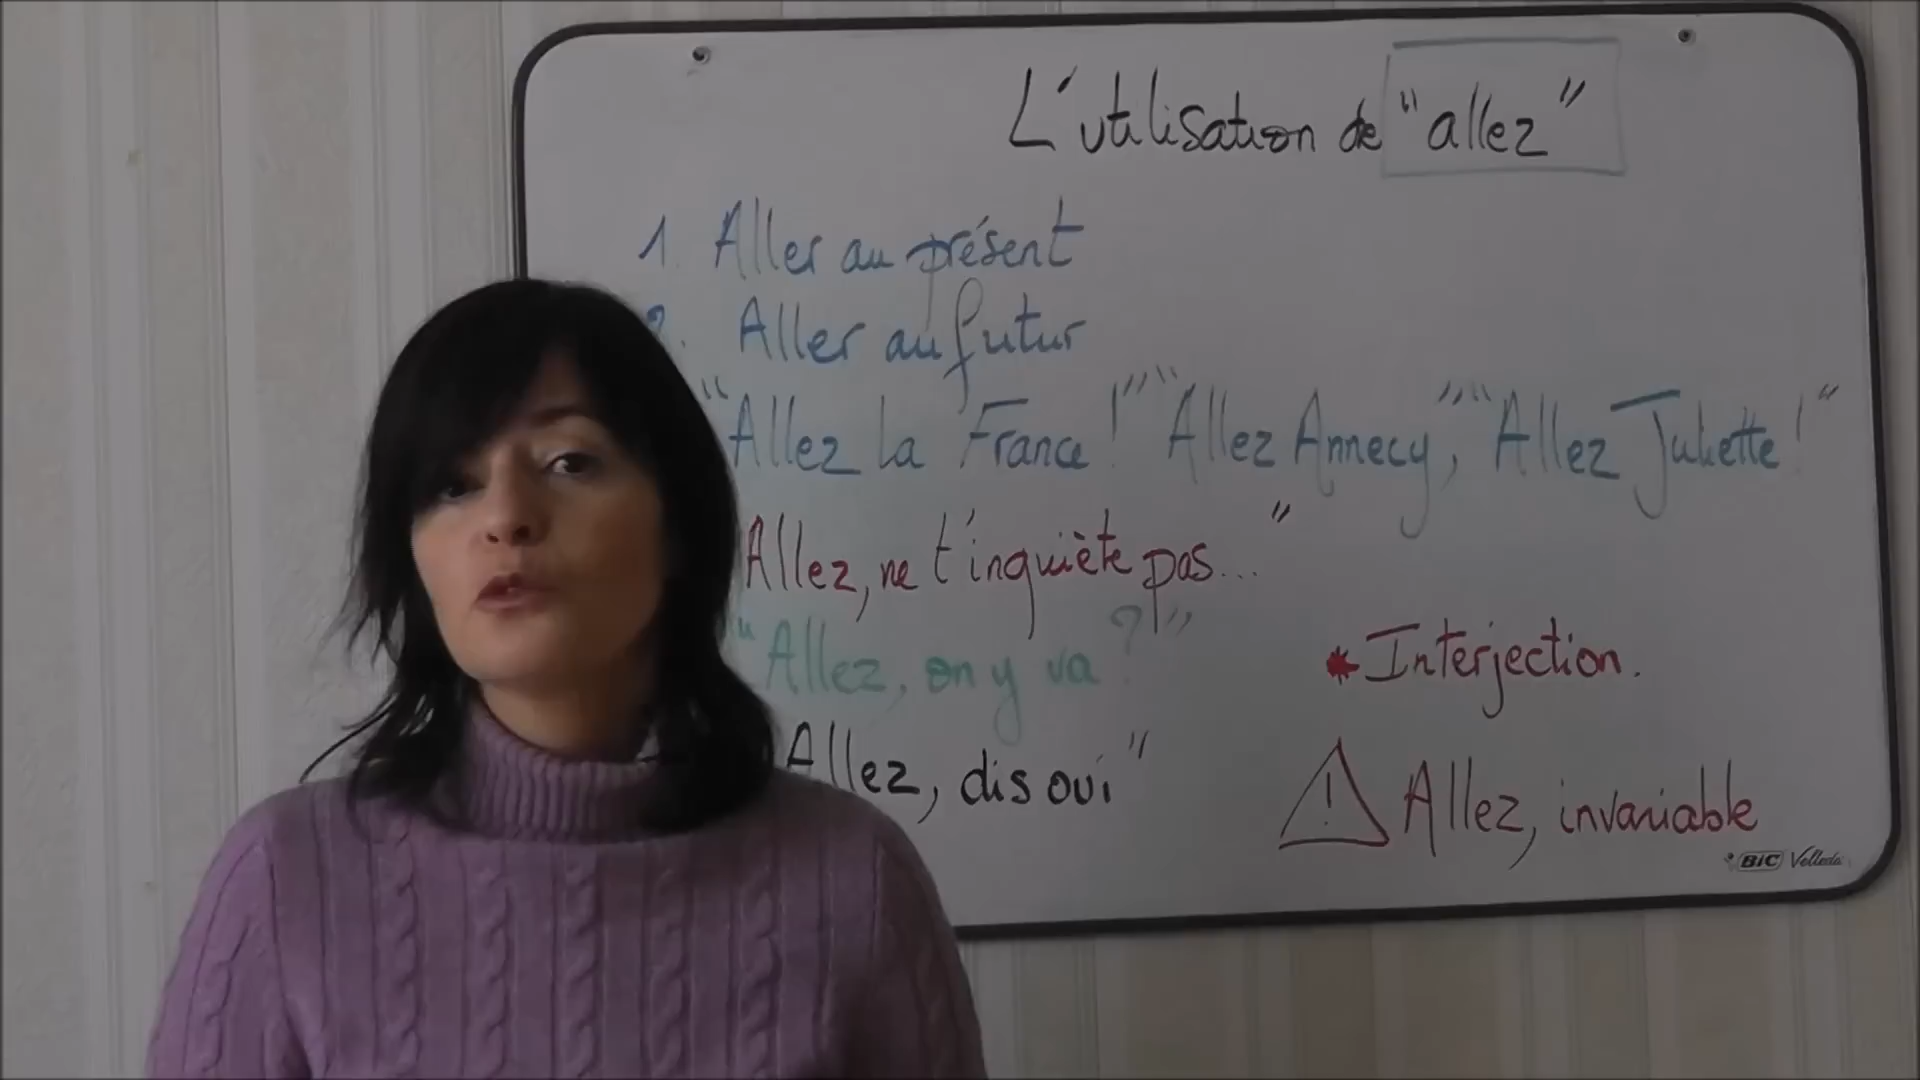 L'utilisation de "allez"
1. Aller au présent
2. Aller au futur
"Allez la France!" "Allez Annecy", "Allez Juliette!"
Allez, ne t'inquiète pas..."
"Allez, on y va?"
Allez, dis oui"
* Interjection.
! Allez, invariable
BIC Velleda